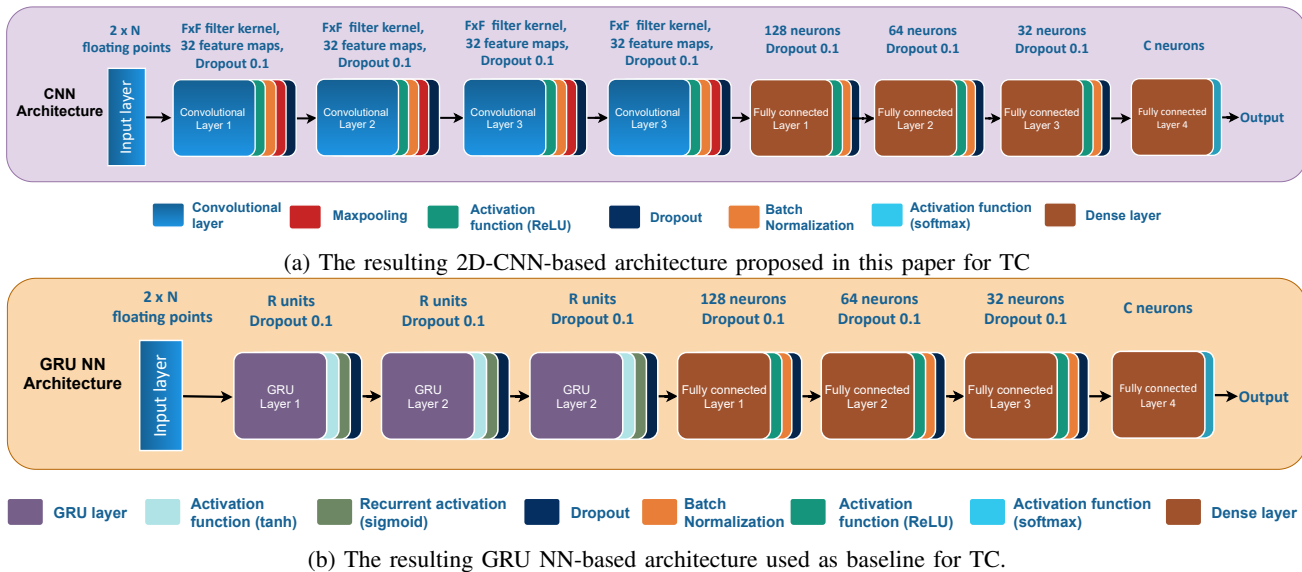 2 x N
floating points
FxF filter kernel,
32 feature maps,
Dropout 0.1
FxF filter kernel,
32 feature maps,
Dropout 0.1
FxF filter kernel,
32 feature maps,
Dropout 0.1
FxF filter kernel,
32 feature maps,
Dropout 0.1
128 neurons
Dropout 0.1
64 neurons
Dropout 0.1
32 neurons
Dropout 0.1
C neurons
CNN
Architecture
Input layer
Convolutional
Layer 1
Convolutional
Layer 2
Convolutional
Layer 3
Convolutional
Layer 3
Fully connected
Layer 1
Fully connected
Layer 2
Fully connected
Layer 3
Fully connected
Layer 4
Output
Convolutional
layer
Maxpooling
Activation
function (ReLU)
Dropout
Batch
Normalization
Activation function
(softmax)
Dense layer
(a) The resulting 2D-CNN-based architecture proposed in this paper for TC
2 x N
floating points
R units
Dropout 0.1
R units
Dropout 0.1
R units
Dropout 0.1
128 neurons
Dropout 0.1
64 neurons
Dropout 0.1
32 neurons
Dropout 0.1
C neurons
GRU NN
Architecture
Input layer
GRU
Layer 1
GRU
Layer 2
GRU
Layer 2
Fully connected
Layer 1
Fully connected
Layer 2
Fully connected
Layer 3
Fully connected
Layer 4
Output
GRU layer
Activation
function (tanh)
Recurrent activation
(sigmoid)
Dropout
Batch
Normalization
Activation
function (ReLU)
Activation function
(softmax)
Dense layer
(b) The resulting GRU NN-based architecture used as baseline for TC.